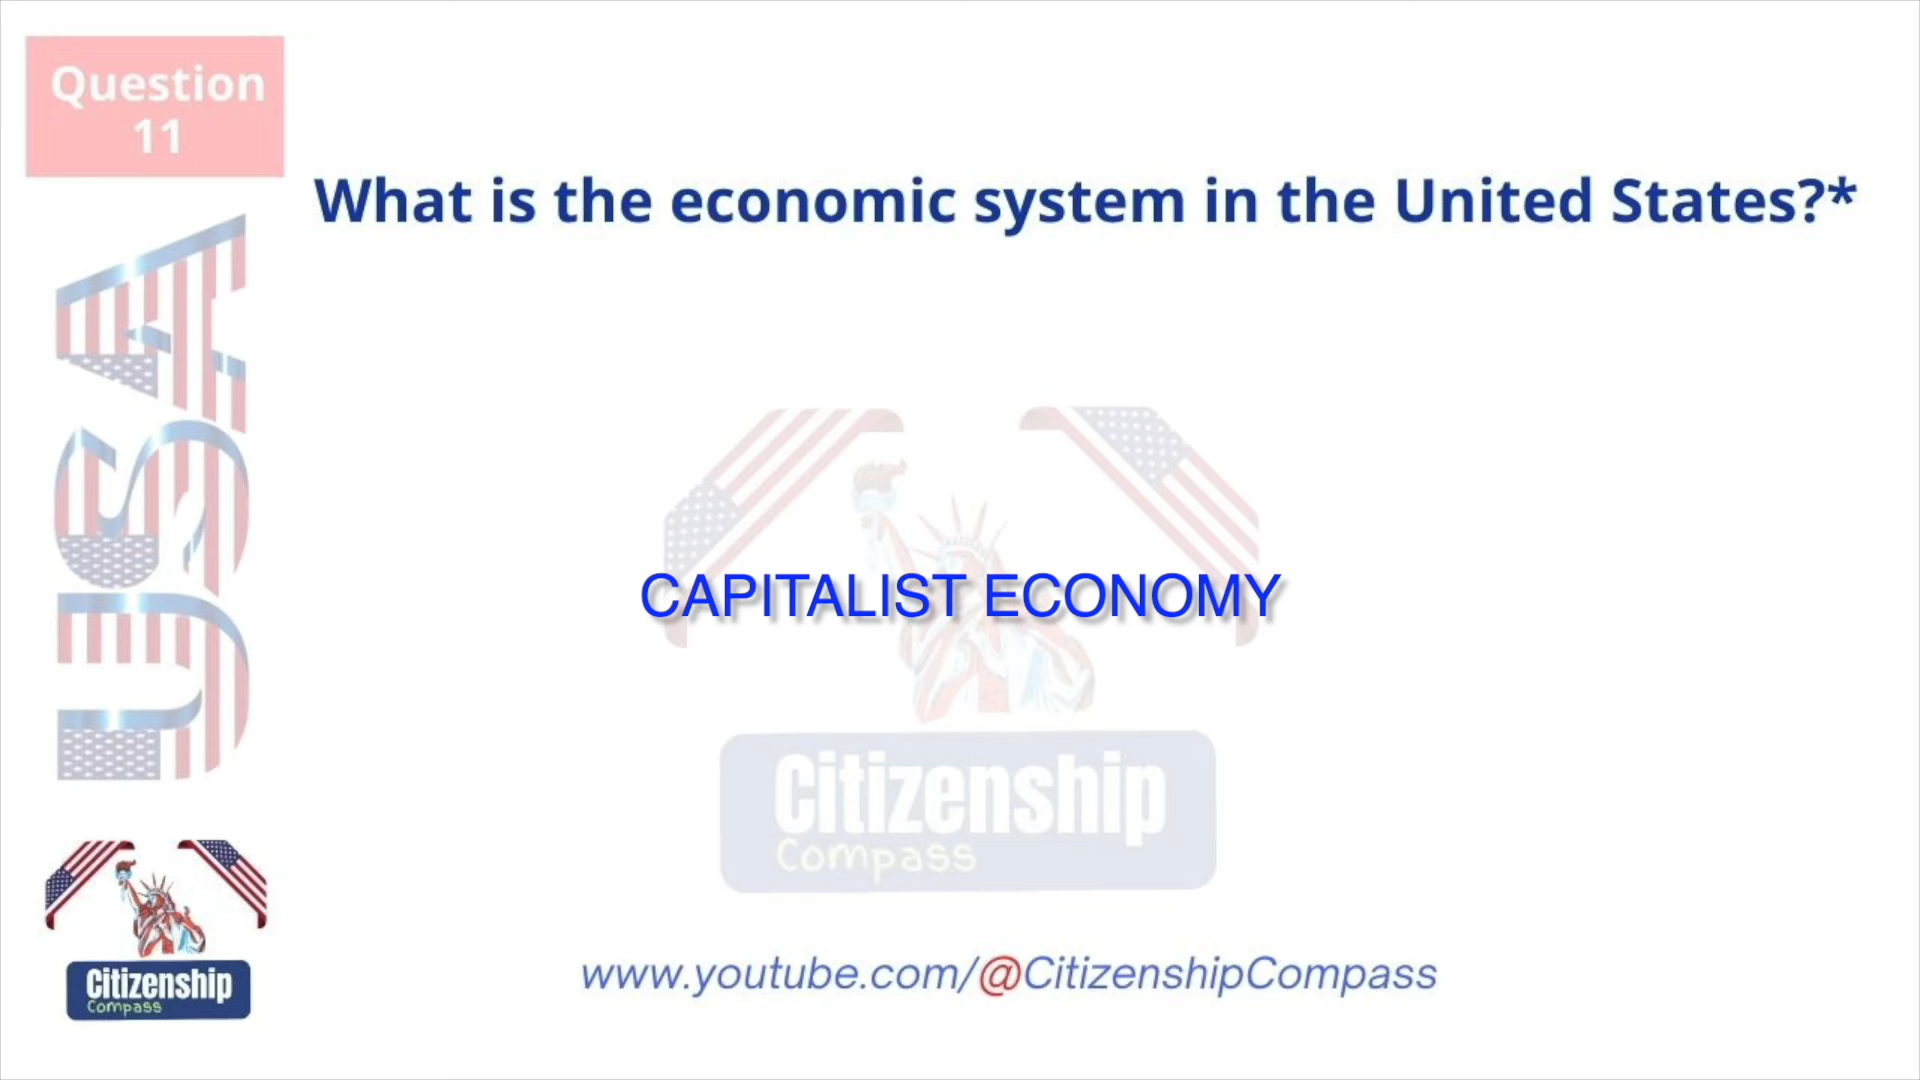 Question
11
What is the economic system in the United States?*
USA
CAPITALIST ECONOMY
Citizenship
Compass
Citizenship
Compass
www.youtube.com/@CitizenshipCompass